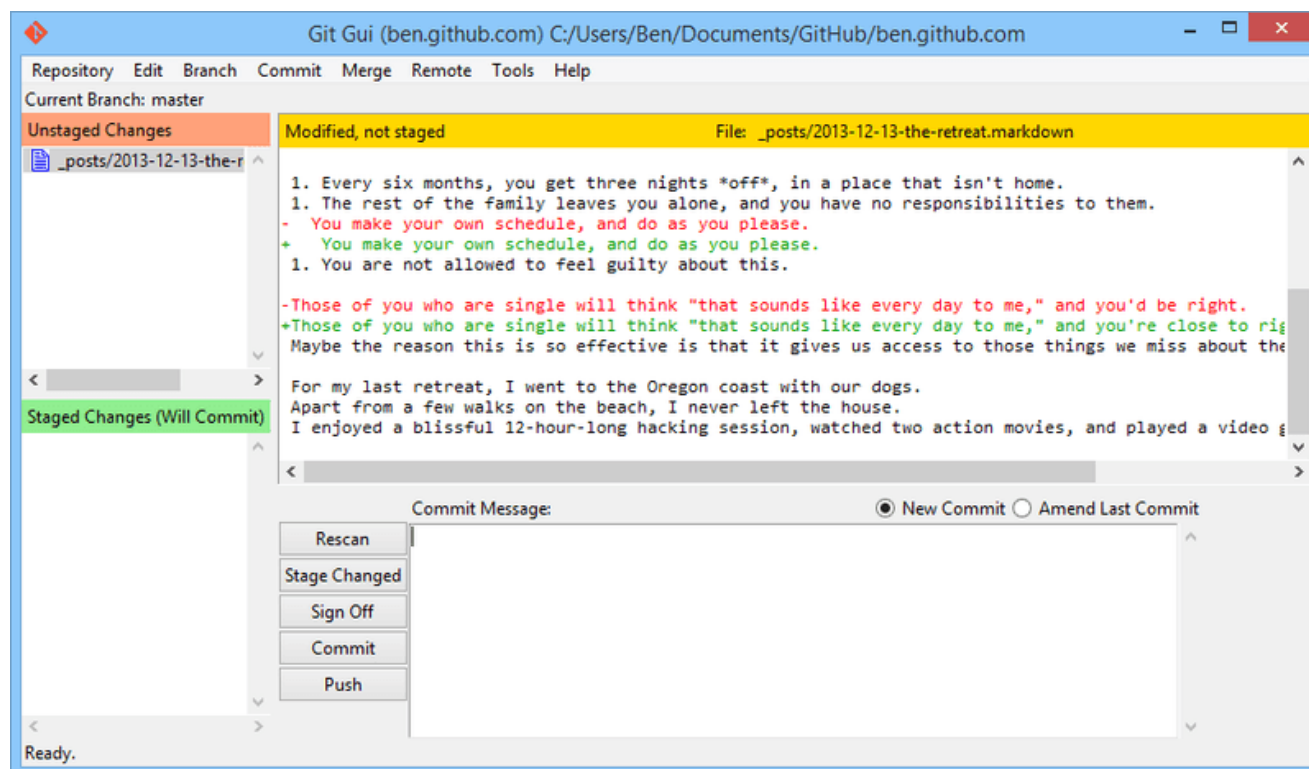 Git Gui (ben.github.com) C:/Users/Ben/Documents/GitHub/ben.github.com
Repository Edit Branch Commit Merge Remote Tools Help
Current Branch: master
Unstaged Changes
_posts/2013-12-13-the-r
Staged Changes (Will Commit)
Modified, not staged File: _posts/2013-12-13-the-retreat.markdown
1. Every six months, you get three nights *off*, in a place that isn't home.
1. The rest of the family leaves you alone, and you have no responsibilities to them.
-  You make your own schedule, and do as you please.
+   You make your own schedule, and do as you please.
1. You are not allowed to feel guilty about this.
-Those of you who are single will think "that sounds like every day to me," and you'd be right.
+Those of you who are single will think "that sounds like every day to me," and you're close to rig
Maybe the reason this is so effective is that it gives us access to those things we miss about the
For my last retreat, I went to the Oregon coast with our dogs.
Apart from a few walks on the beach, I never left the house.
I enjoyed a blissful 12-hour-long hacking session, watched two action movies, and played a video g
Commit Message: New Commit Amend Last Commit
Rescan
Stage Changed
Sign Off
Commit
Push
Ready.